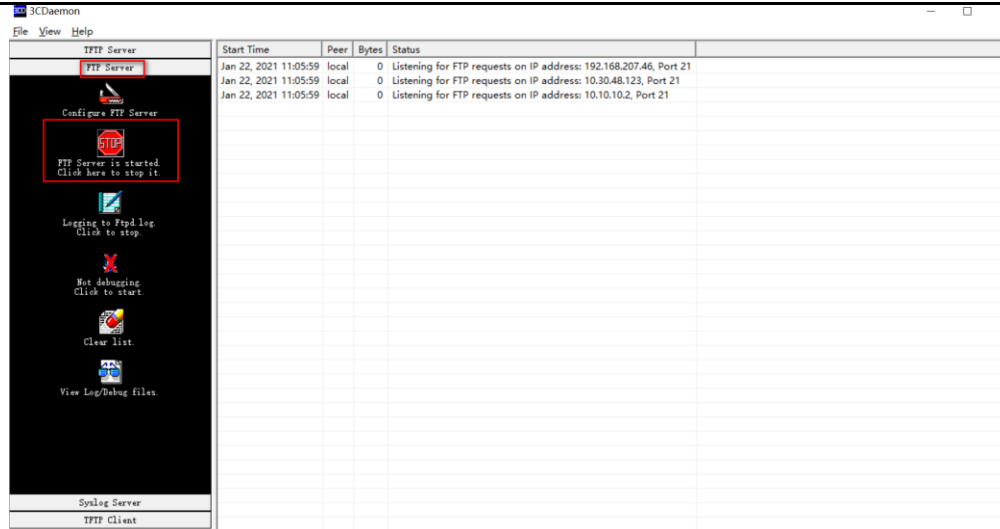 3CDaemon
File View Help
TFTP Server
FTP Server
Configure FTP Server
STOP
FTP Server is started.
Click here to stop it.
Logging to Ftpd.log.
Click to stop.
Not debugging.
Click to start.
Clear list.
View Log/Debug files.
Syslog Server
TFTP Client
Start Time Peer Bytes Status
Jan 22, 2021 11:05:59 local 0 Listening for FTP requests on IP address: 192.168.207.46, Port 21
Jan 22, 2021 11:05:59 local 0 Listening for FTP requests on IP address: 10.30.48.123, Port 21
Jan 22, 2021 11:05:59 local 0 Listening for FTP requests on IP address: 10.10.10.2, Port 21